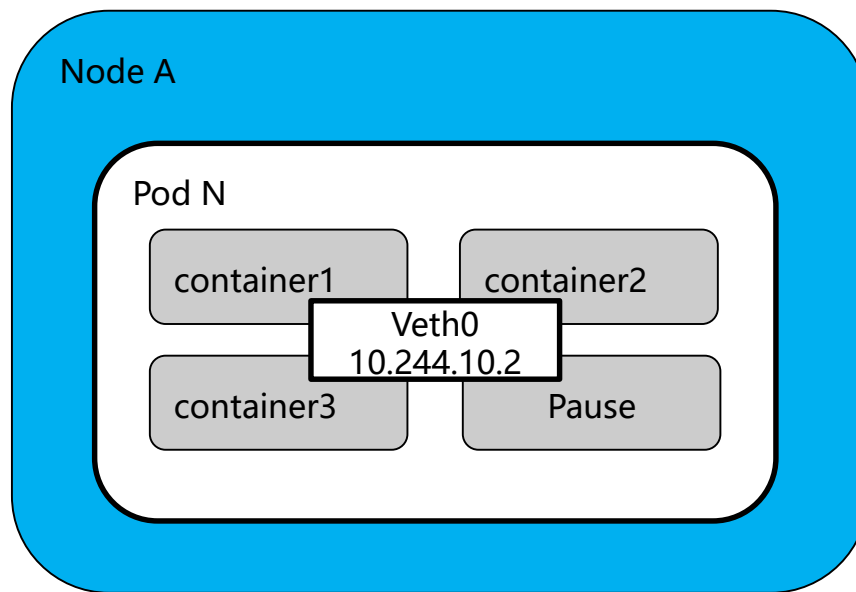 Node A
Pod N
container1
container2
Veth0
10.244.10.2
container3
Pause